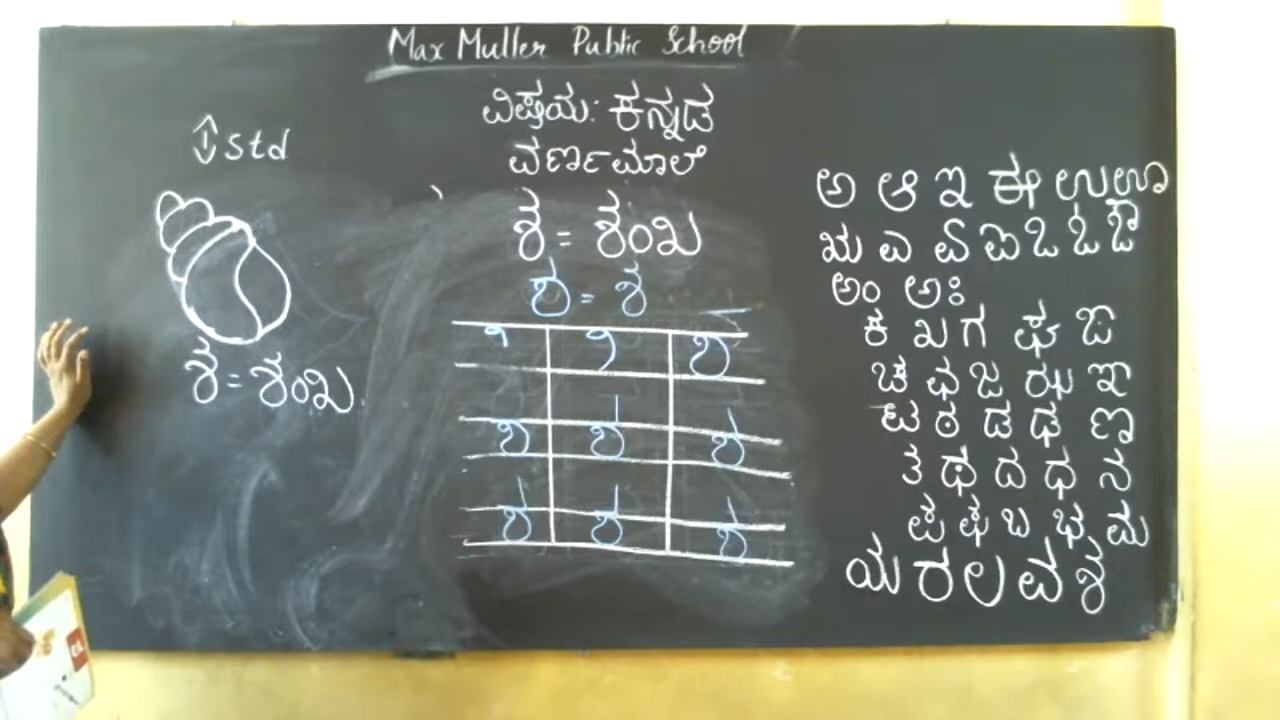 Max Muller Public School
ವಿಷಯ: ಕನ್ನಡ
ವರ್ಣಮಾಲೆ
I Std
ಶ = ಶಂಖ
ಶ = ಶಂಖ.
ಶ = ಶ
ಶ
ಶ ಶ ಶ
ಶ ಶ ಶ
ಅ ಆ ಇ ಈ ಉ ಊ
ಋ ಎ ಏ ಐ ಒ ಓ ಔ
ಅಂ ಅಃ
ಕ ಖ ಗ ಘ ಙ
ಚ ಛ ಜ ಝ ಞ
ಟ ಠ ಡ ಢ ಣ
ತ ಥ ದ ಧ ನ
ಪ ಫ ಬ ಭ ಮ
ಯ ರ ಲ ವ ಶ